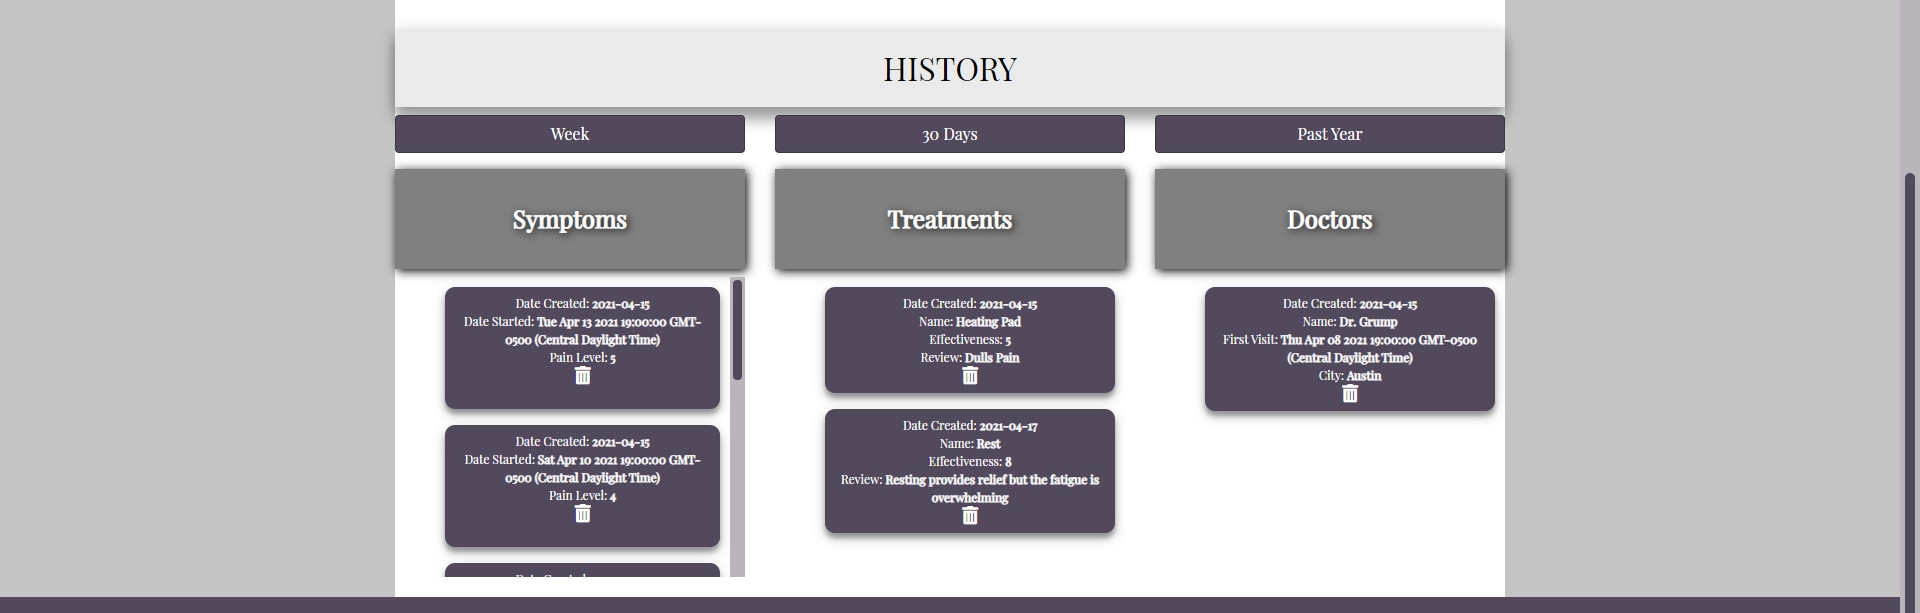 HISTORY
Week
30 Days
Past Year
Symptoms
Treatments
Doctors
Date Created: 2021-04-15
Date Started: Tue Apr 13 2021 19:00:00 GMT-
0500 (Central Daylight Time)
Pain Level: 5
Date Created: 2021-04-15
Date Started: Sat Apr 10 2021 19:00:00 GMT-
0500 (Central Daylight Time)
Pain Level: 4
Date Created: 2021-04-15
Name: Heating Pad
Effectiveness: 5
Review: Dulls Pain
Date Created: 2021-04-17
Name: Rest
Effectiveness: 8
Review: Resting provides relief but the fatigue is
overwhelming
Date Created: 2021-04-15
Name: Dr. Grump
First Visit: Thu Apr 08 2021 19:00:00 GMT-0500
(Central Daylight Time)
City: Austin